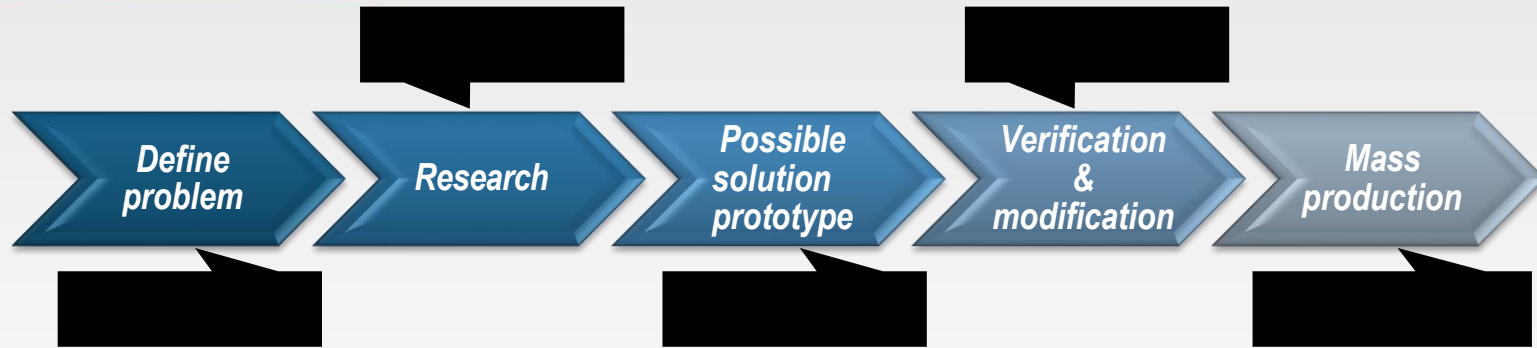 Define
problem
Research
Possible
solution
prototype
Verification
&
modification
Mass
production